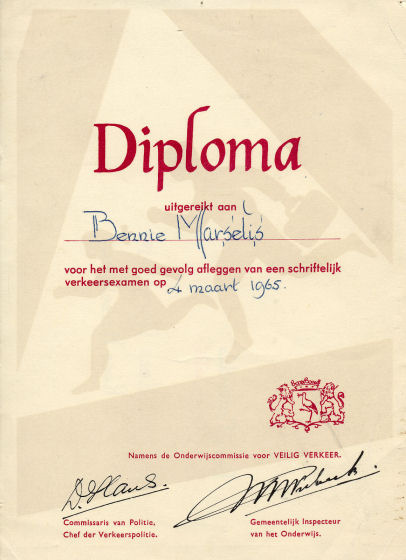 Diploma
uitgereikt aan
Bennie Marselis
voor het met goed gevolg afleggen van een schriftelijk
verkeersexamen op 4 maart 1965.
Namens de Onderwijscommissie voor VEILIG VERKEER.
Commissaris van Politie,
Chef der Verkeerspolitie.
Gemeentelijk Inspecteur
van het Onderwijs.